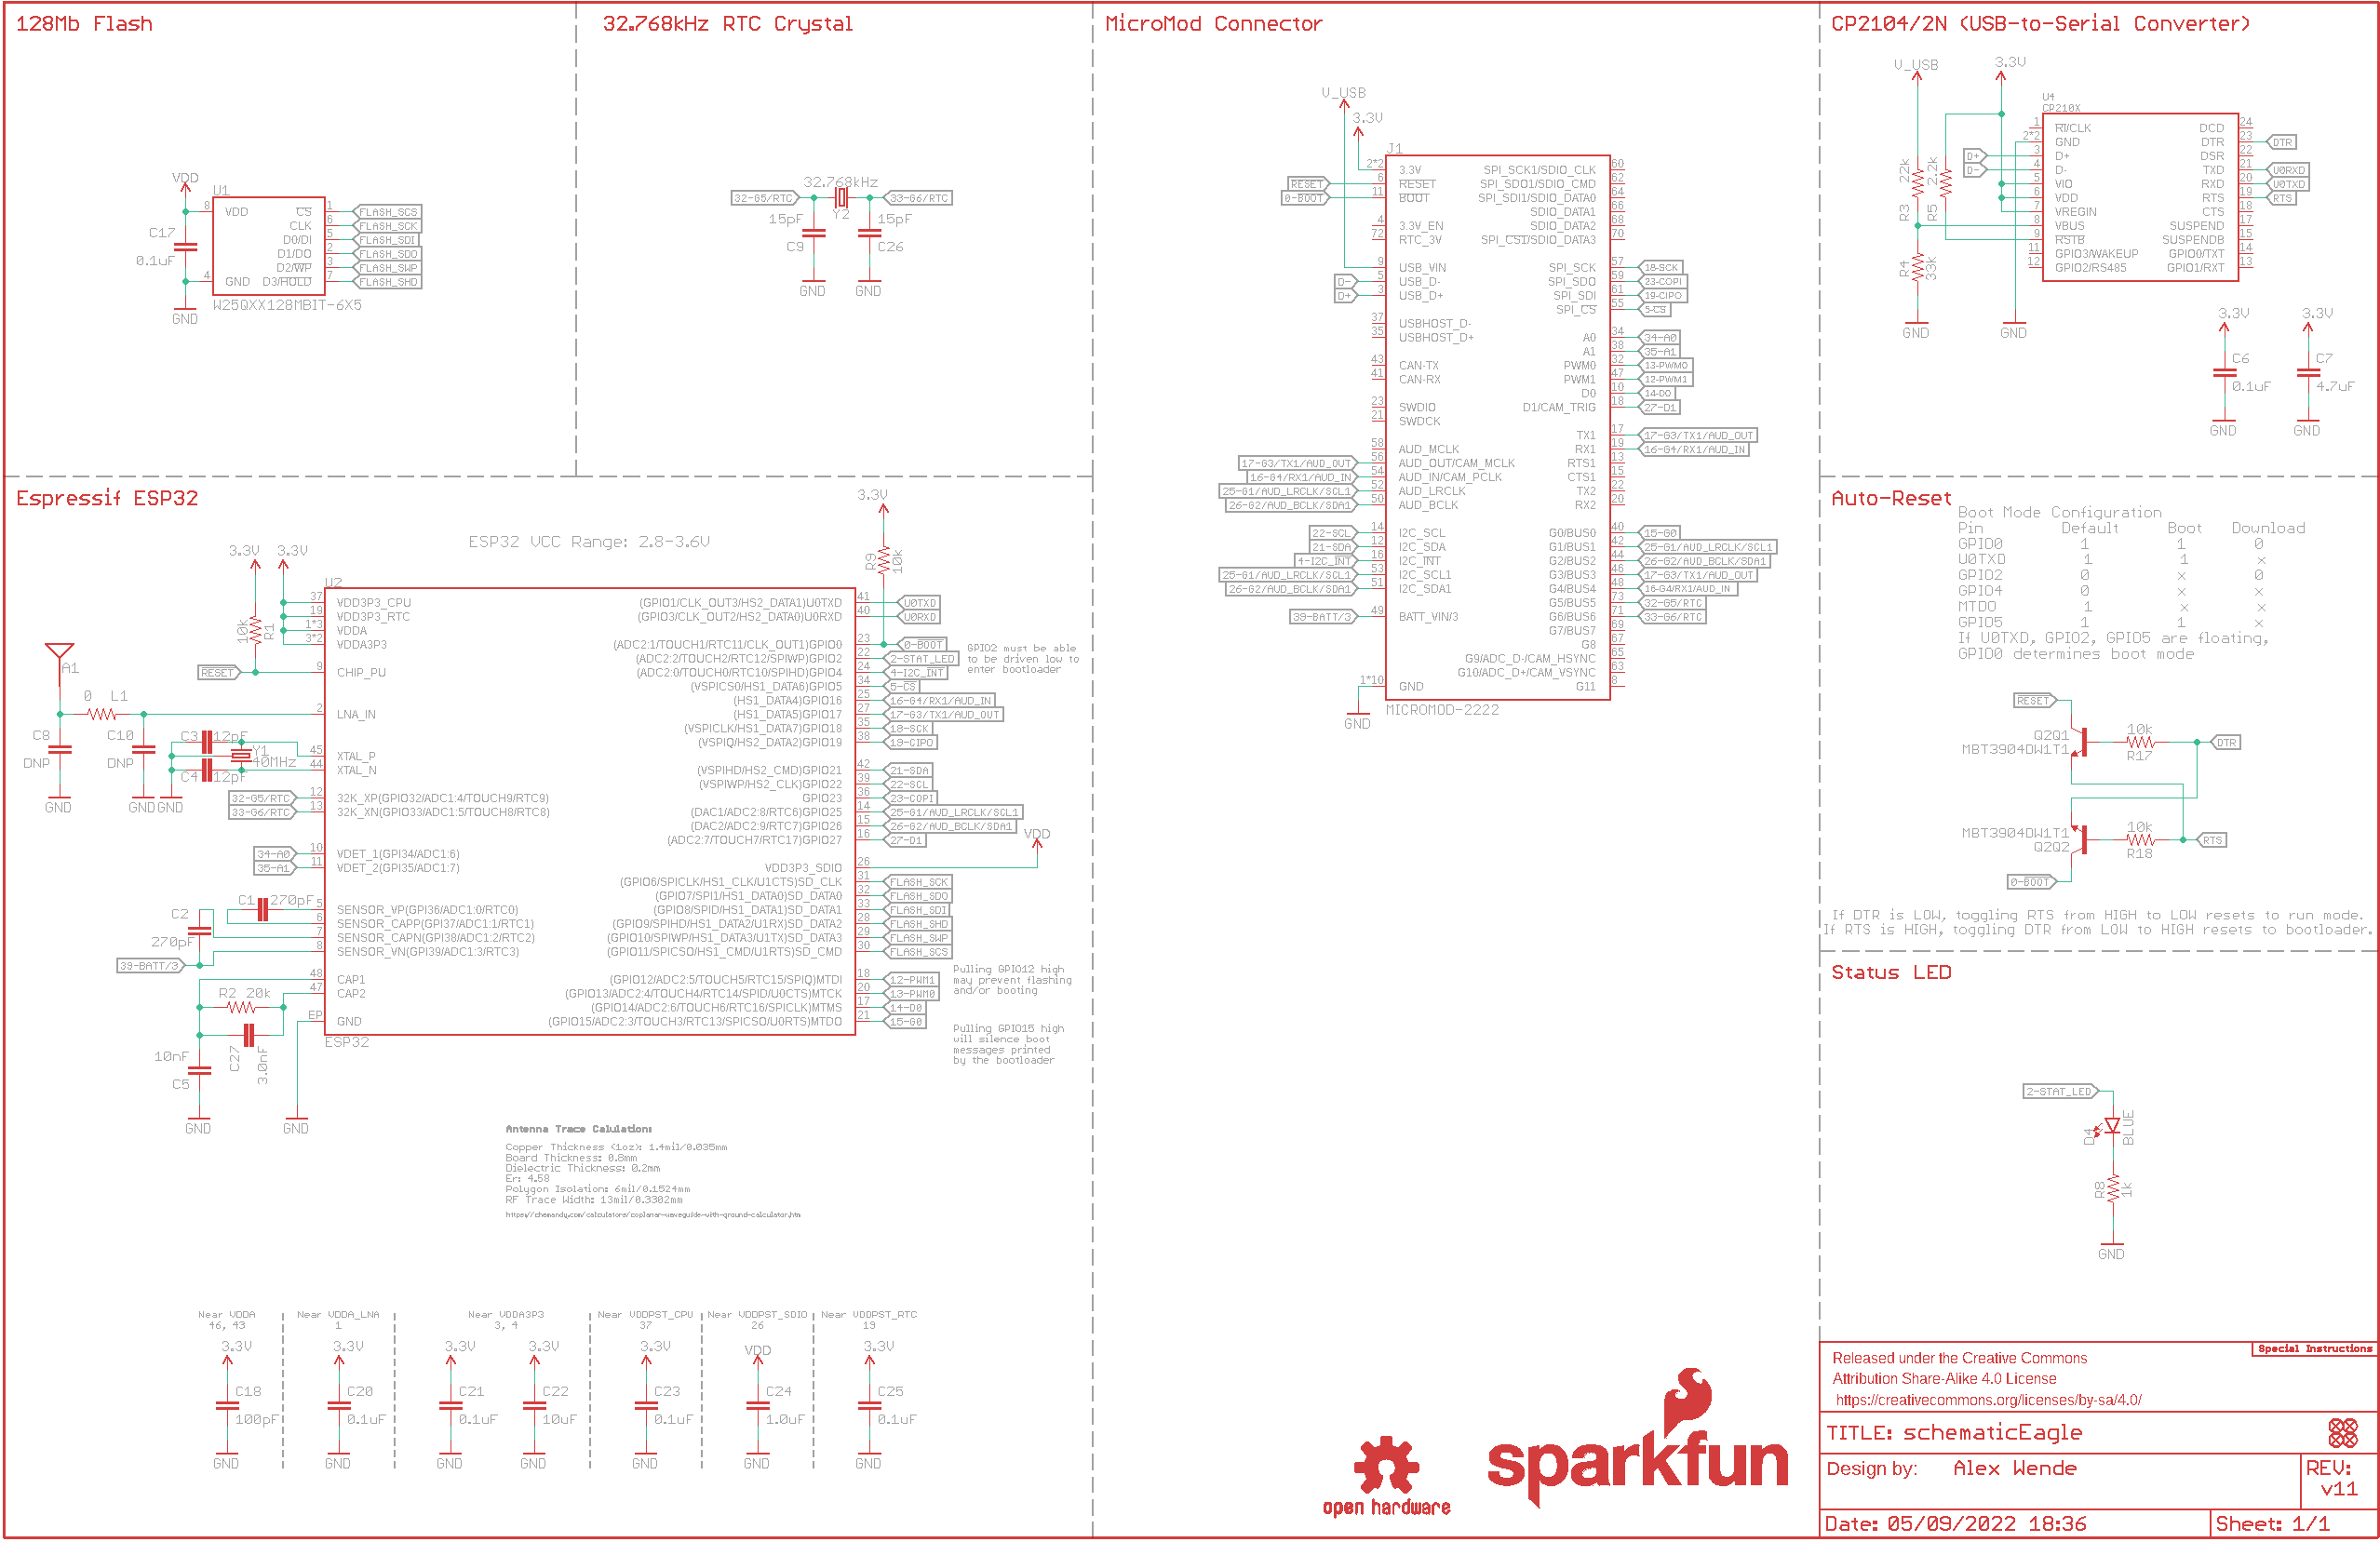 128Mb Flash
VDD
U1
8 VDD C̅S̅ 1 FLASH_SCS
CLK 6 FLASH_SCK
C17 D0/DI 5 FLASH_SDI
D1/DO 2 FLASH_SDO
0.1uF D2/W̅P̅ 3 FLASH_SWP
4 GND D3/H̅O̅L̅D̅ 7 FLASH_SHD
W25QXX128MBIT-6X5
GND
32.768kHz RTC Crystal
32.768kHz
32-G5/RTC 33-G6/RTC
Y2
15pF 15pF
C9 C26
GND GND
MicroMod Connector
V_USB
3.3V
J1
2*2 3.3V SPI_SCK1/SDIO_CLK 60
RESET 6 R̅E̅S̅E̅T̅ SPI_SDO1/SDIO_CMD 62
0-BOOT 11 B̅O̅O̅T̅ SPI_SDI1/SDIO_DATA0 64
SDIO_DATA1 66
4 3.3V_EN SDIO_DATA2 68
72 RTC_3V SPI_C̅S̅1̅/SDIO_DATA3 70
9 USB_VIN SPI_SCK 57 18-SCK
D- 5 USB_D- SPI_SDO 59 23-COPI
D+ 3 USB_D+ SPI_SDI 61 19-CIPO
SPI_C̅S̅ 55 5-C̅S̅
37 USBHOST_D-
35 USBHOST_D+ A0 34 34-A0
A1 38 35-A1
43 CAN-TX PWM0 32 13-PWM0
41 CAN-RX PWM1 47 12-PWM1
D0 10 14-D0
23 SWDIO D1/CAM_TRIG 18 27-D1
21 SWDCK
TX1 17 17-G3/TX1/AUD_OUT
58 AUD_MCLK RX1 19 16-G4/RX1/AUD_IN
17-G3/TX1/AUD_OUT 56 AUD_OUT/CAM_MCLK RTS1 13
16-G4/RX1/AUD_IN 54 AUD_IN/CAM_PCLK CTS1 15
25-G1/AUD_LRCLK/SCL1 52 AUD_LRCLK TX2 22
26-G2/AUD_BCLK/SDA1 50 AUD_BCLK RX2 20
22-SCL 14 I2C_SCL G0/BUS0 40 15-G0
21-SDA 12 I2C_SDA G1/BUS1 42 25-G1/AUD_LRCLK/SCL1
4-I2C_I̅N̅T̅ 16 I2C_I̅N̅T̅ G2/BUS2 44 26-G2/AUD_BCLK/SDA1
25-G1/AUD_LRCLK/SCL1 53 I2C_SCL1 G3/BUS3 46 17-G3/TX1/AUD_OUT
26-G2/AUD_BCLK/SDA1 51 I2C_SDA1 G4/BUS4 48 16-G4/RX1/AUD_IN
G5/BUS5 73 32-G5/RTC
39-BATT/3 49 BATT_VIN/3 G6/BUS6 71 33-G6/RTC
G7/BUS7 69
G8 67
G9/ADC_D-/CAM_HSYNC 65
G10/ADC_D+/CAM_VSYNC 63
1*10 GND G11 8
MICROMOD-2222
GND
CP2104/2N (USB-to-Serial Converter)
V_USB 3.3V
U4
CP210X
1 R̅I̅/CLK DCD 24
2*2 GND DTR 23 DTR
D+ 3 D+ DSR 22
D- 4 D- TXD 21 U0RXD
5 VIO RXD 20 U0TXD
6 VDD RTS 19 RTS
7 VREGIN CTS 18
8 VBUS SUSPEND 17
9 R̅S̅T̅B̅ SUSPENDB 15
11 GPIO3/WAKEUP GPIO0/TXT 14
12 GPIO2/RS485 GPIO1/RXT 13
R3 22k R5 2.2k
R4 33k
GND GND
3.3V 3.3V
C6 C7
0.1uF 4.7uF
GND GND
Espressif ESP32
3.3V
R9 10k
ESP32 VCC Range: 2.8-3.6V
3.3V 3.3V
10k R1
U2
37 VDD3P3_CPU (GPIO1/CLK_OUT3/HS2_DATA1)U0TXD 41 U0TXD
19 VDD3P3_RTC (GPIO3/CLK_OUT2/HS2_DATA0)U0RXD 40 U0RXD
1*3 VDDA
3*2 VDDA3P3 (ADC2:1/TOUCH1/RTC11/CLK_OUT1)GPIO0 23 0-BOOT
(ADC2:2/TOUCH2/RTC12/SPIWP)GPIO2 22 2-STAT_LED
RESET 9 CHIP_PU (ADC2:0/TOUCH0/RTC10/SPIHD)GPIO4 24 4-I2C_I̅N̅T̅
(VSPICS0/HS1_DATA6)GPIO5 34 5-C̅S̅
(HS1_DATA4)GPIO16 25 16-G4/RX1/AUD_IN
2 LNA_IN (HS1_DATA5)GPIO17 27 17-G3/TX1/AUD_OUT
(VSPICLK/HS1_DATA7)GPIO18 35 18-SCK
(VSPIQ/HS2_DATA2)GPIO19 38 19-CIPO
45 XTAL_P
44 XTAL_N (VSPIHD/HS2_CMD)GPIO21 42 21-SDA
(VSPIWP/HS2_CLK)GPIO22 39 22-SCL
32-G5/RTC 12 32K_XP(GPIO32/ADC1:4/TOUCH9/RTC9) GPIO23 36 23-COPI
33-G6/RTC 13 32K_XN(GPIO33/ADC1:5/TOUCH8/RTC8) (DAC1/ADC2:8/RTC6)GPIO25 14 25-G1/AUD_LRCLK/SCL1
(DAC2/ADC2:9/RTC7)GPIO26 15 26-G2/AUD_BCLK/SDA1
(ADC2:7/TOUCH7/RTC17)GPIO27 16 27-D1
VDD
34-A0 10 VDET_1(GPI34/ADC1:6)
35-A1 11 VDET_2(GPI35/ADC1:7) VDD3P3_SDIO 26
(GPIO6/SPICLK/HS1_CLK/U1CTS)SD_CLK 31 FLASH_SCK
(GPIO7/SPI1/HS1_DATA0)SD_DATA0 32 FLASH_SDO
5 SENSOR_VP(GPI36/ADC1:0/RTC0) (GPIO8/SPID/HS1_DATA1)SD_DATA1 33 FLASH_SDI
6 SENSOR_CAPP(GPI37/ADC1:1/RTC1) (GPIO9/SPIHD/HS1_DATA2/U1RX)SD_DATA2 28 FLASH_SHD
7 SENSOR_CAPN(GPI38/ADC1:2/RTC2) (GPIO10/SPIWP/HS1_DATA3/U1TX)SD_DATA3 29 FLASH_SWP
39-BATT/3 8 SENSOR_VN(GPI39/ADC1:3/RTC3) (GPIO11/SPICS0/HS1_CMD/U1RTS)SD_CMD 30 FLASH_SCS
48 CAP1 (GPIO12/ADC2:5/TOUCH5/RTC15/SPIQ)MTDI 18 12-PWM1
47 CAP2 (GPIO13/ADC2:4/TOUCH4/RTC14/SPID/U0CTS)MTCK 20 13-PWM0
(GPIO14/ADC2:6/TOUCH6/RTC16/SPICLK)MTMS 17 14-D0
EP GND (GPIO15/ADC2:3/TOUCH3/RTC13/SPICS0/U0RTS)MTDO 21 15-G0
ESP32
A1
0 L1
C8 C10
DNP DNP
C3 12pF
Y1
40MHz
C4 12pF
GND GND GND
C1 270pF
C2
270pF
R2 20k
10nF C27 3.0nF
C5
GND GND
GPIO2 must be able
to be driven low to
enter bootloader
Pulling GPIO12 high
may prevent flashing
and/or booting
Pulling GPIO15 high
will silence boot
messages printed
by the bootloader
Antenna Trace Calulation:
Copper Thickness (1oz): 1.4mil/0.035mm
Board Thickness: 0.8mm
Dielectric Thickness: 0.2mm
Er: 4.58
Polygon Isolation: 6mil/0.1524mm
RF Trace Width: 13mil/0.3302mm
https://chemandy.com/calculators/coplanar-waveguide-with-ground-calculator.htm
Near VDDA Near VDDA_LNA Near VDDA3P3 Near VDDPST_CPU Near VDDPST_SDIO Near VDDPST_RTC
46, 43 1 3, 4 37 26 19
3.3V 3.3V 3.3V 3.3V 3.3V VDD 3.3V
C18 C20 C21 C22 C23 C24 C25
100pF 0.1uF 0.1uF 10uF 0.1uF 1.0uF 0.1uF
GND GND GND GND GND GND GND
Auto-Reset
Boot Mode Configuration
Pin Default Boot Download
GPIO0 1 1 0
U0TXD 1 1 x
GPIO2 0 x 0
GPIO4 0 x x
MTDO 1 x x
GPIO5 1 1 x
If U0TXD, GPIO2, GPIO5 are floating,
GPIO0 determines boot mode
RESET
Q2Q1 10k DTR
MBT3904DW1T1 R17
MBT3904DW1T1 10k RTS
Q2Q2 R18
0-BOOT
If DTR is LOW, toggling RTS from HIGH to LOW resets to run mode.
If RTS is HIGH, toggling DTR from LOW to HIGH resets to bootloader.
Status LED
2-STAT_LED
D4 BLUE
R8 1k
GND
open hardware
sparkfun
Special Instructions
Released under the Creative Commons
Attribution Share-Alike 4.0 License
https://creativecommons.org/licenses/by-sa/4.0/
TITLE: schematicEagle
Design by: Alex Wende
REV:
v11
Date: 05/09/2022 18:36
Sheet: 1/1